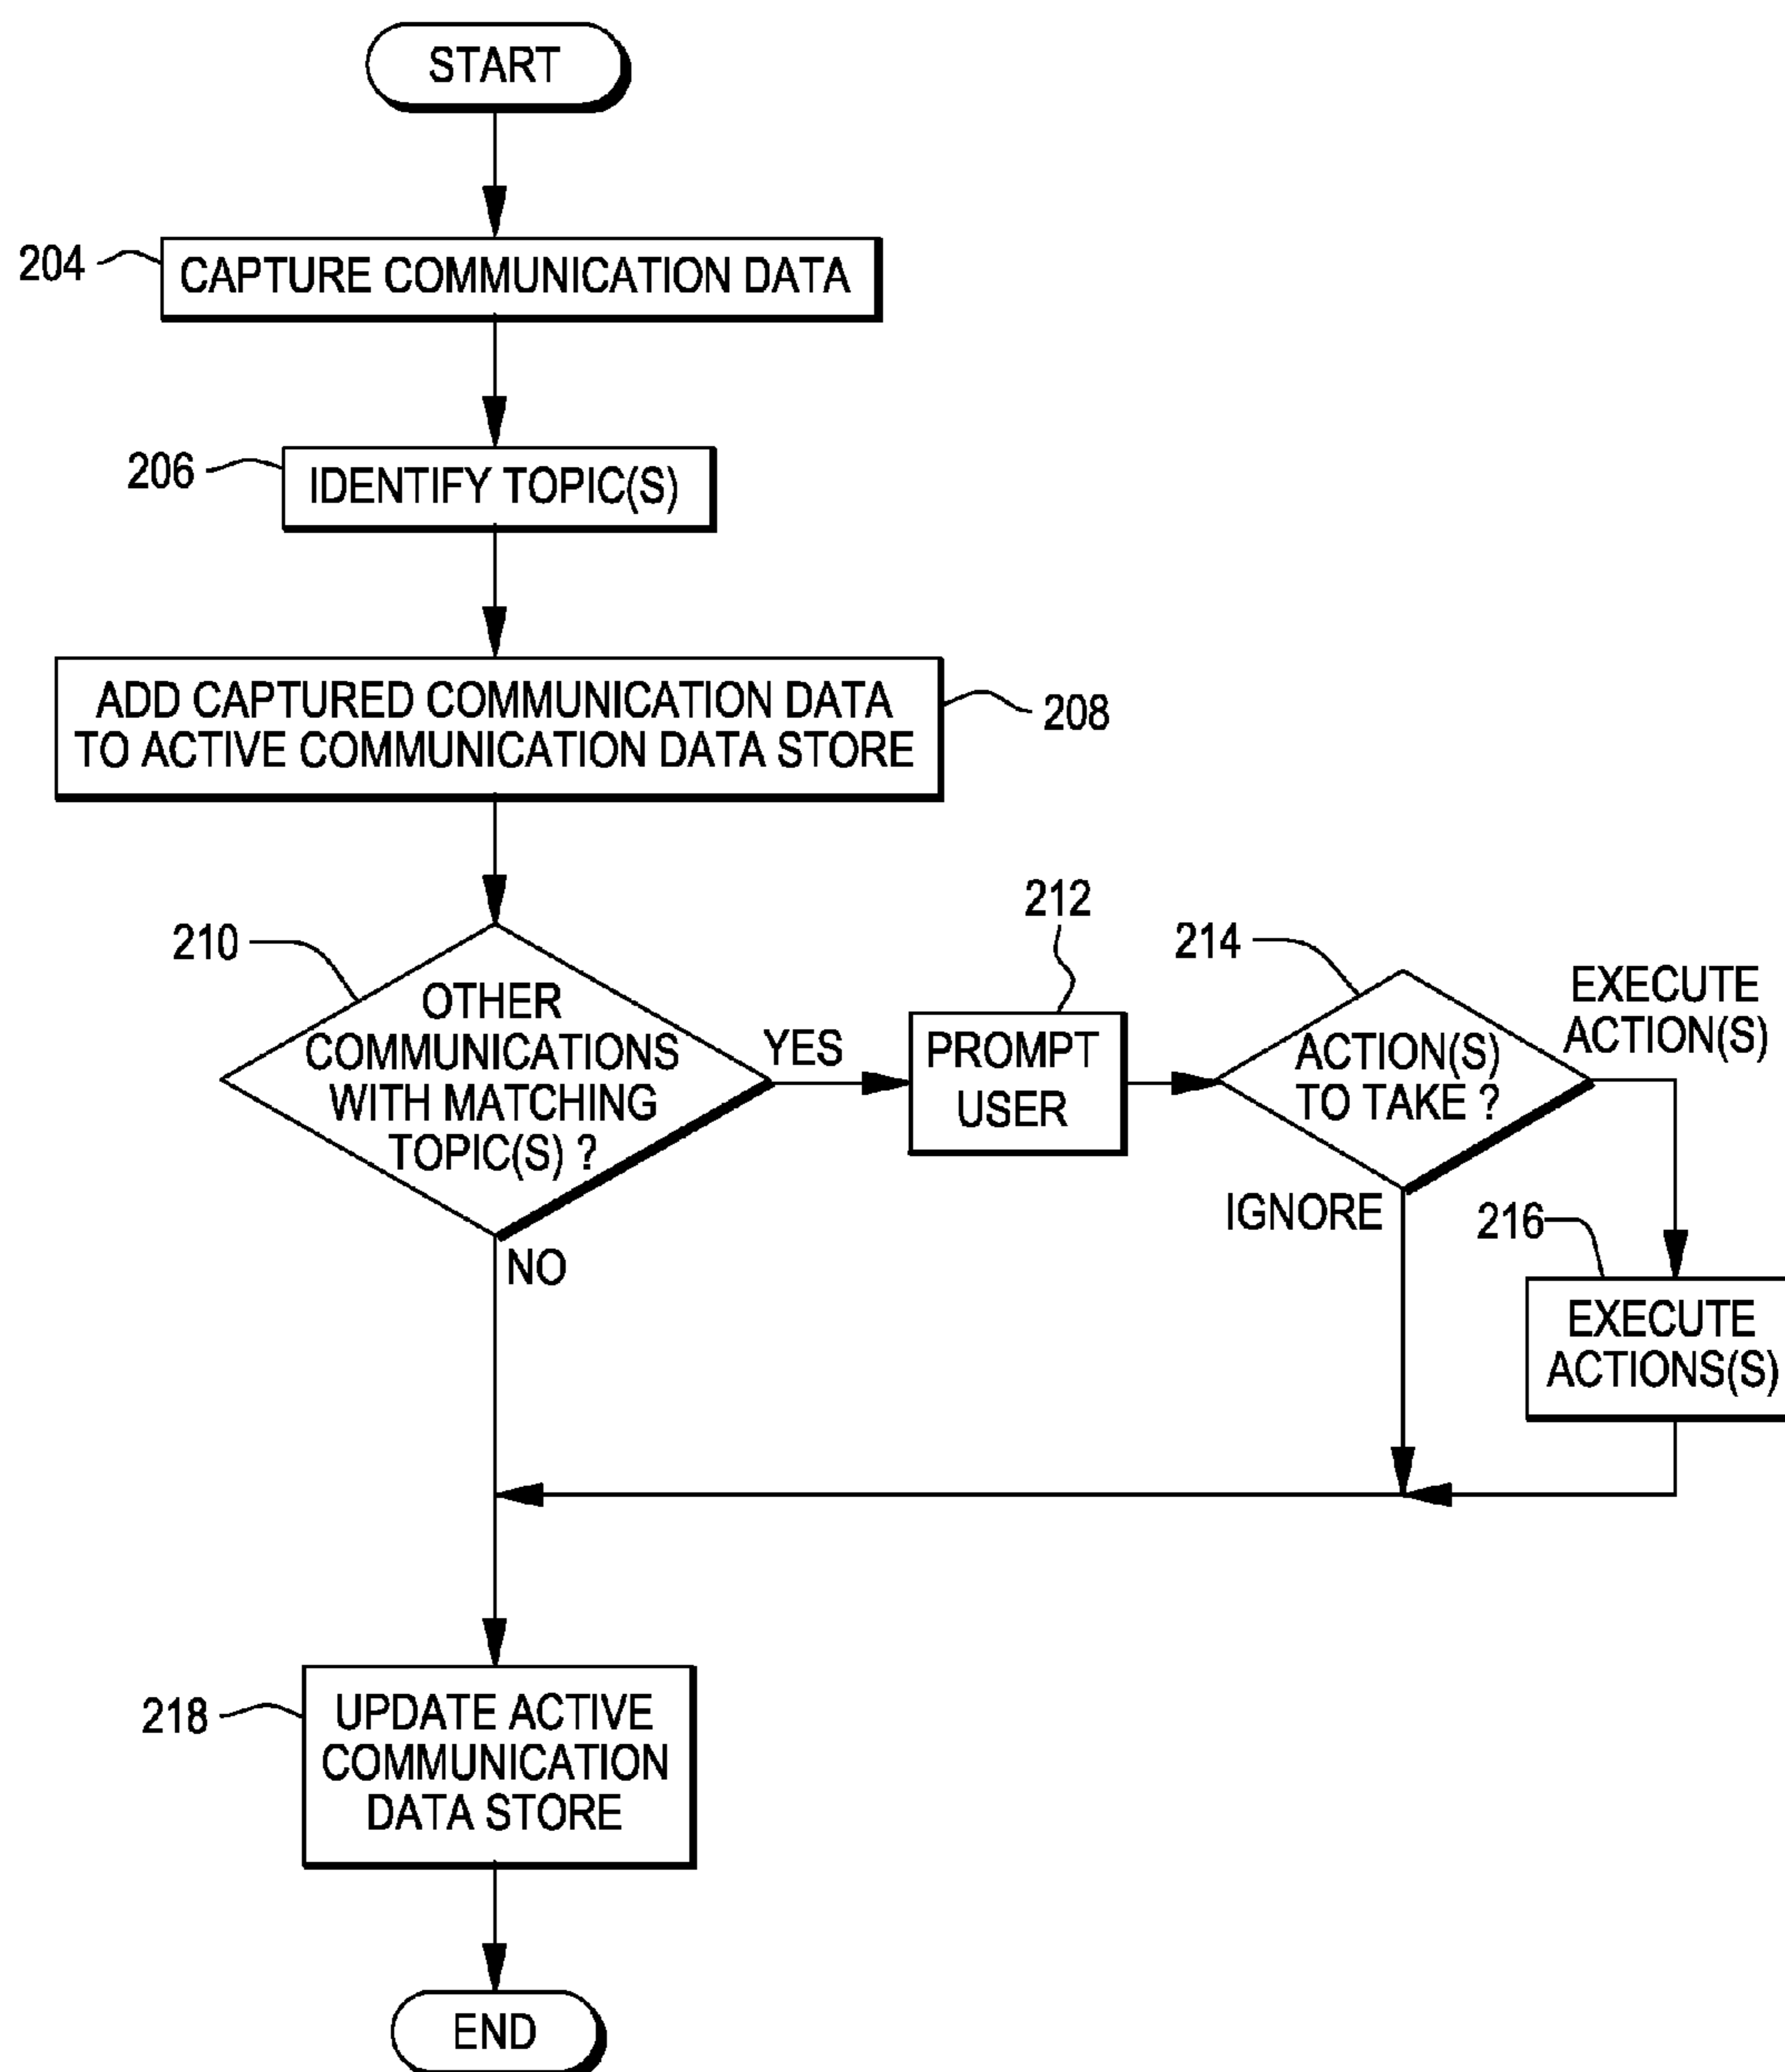 START
204
CAPTURE COMMUNICATION DATA
206
IDENTIFY TOPIC(S)
ADD CAPTURED COMMUNICATION DATA
TO ACTIVE COMMUNICATION DATA STORE
208
210
OTHER
COMMUNICATIONS
WITH MATCHING
TOPIC(S) ?
YES
NO
212
PROMPT
USER
214
ACTION(S)
TO TAKE ?
EXECUTE
ACTION(S)
IGNORE
216
EXECUTE
ACTIONS(S)
218
UPDATE ACTIVE
COMMUNICATION
DATA STORE
END